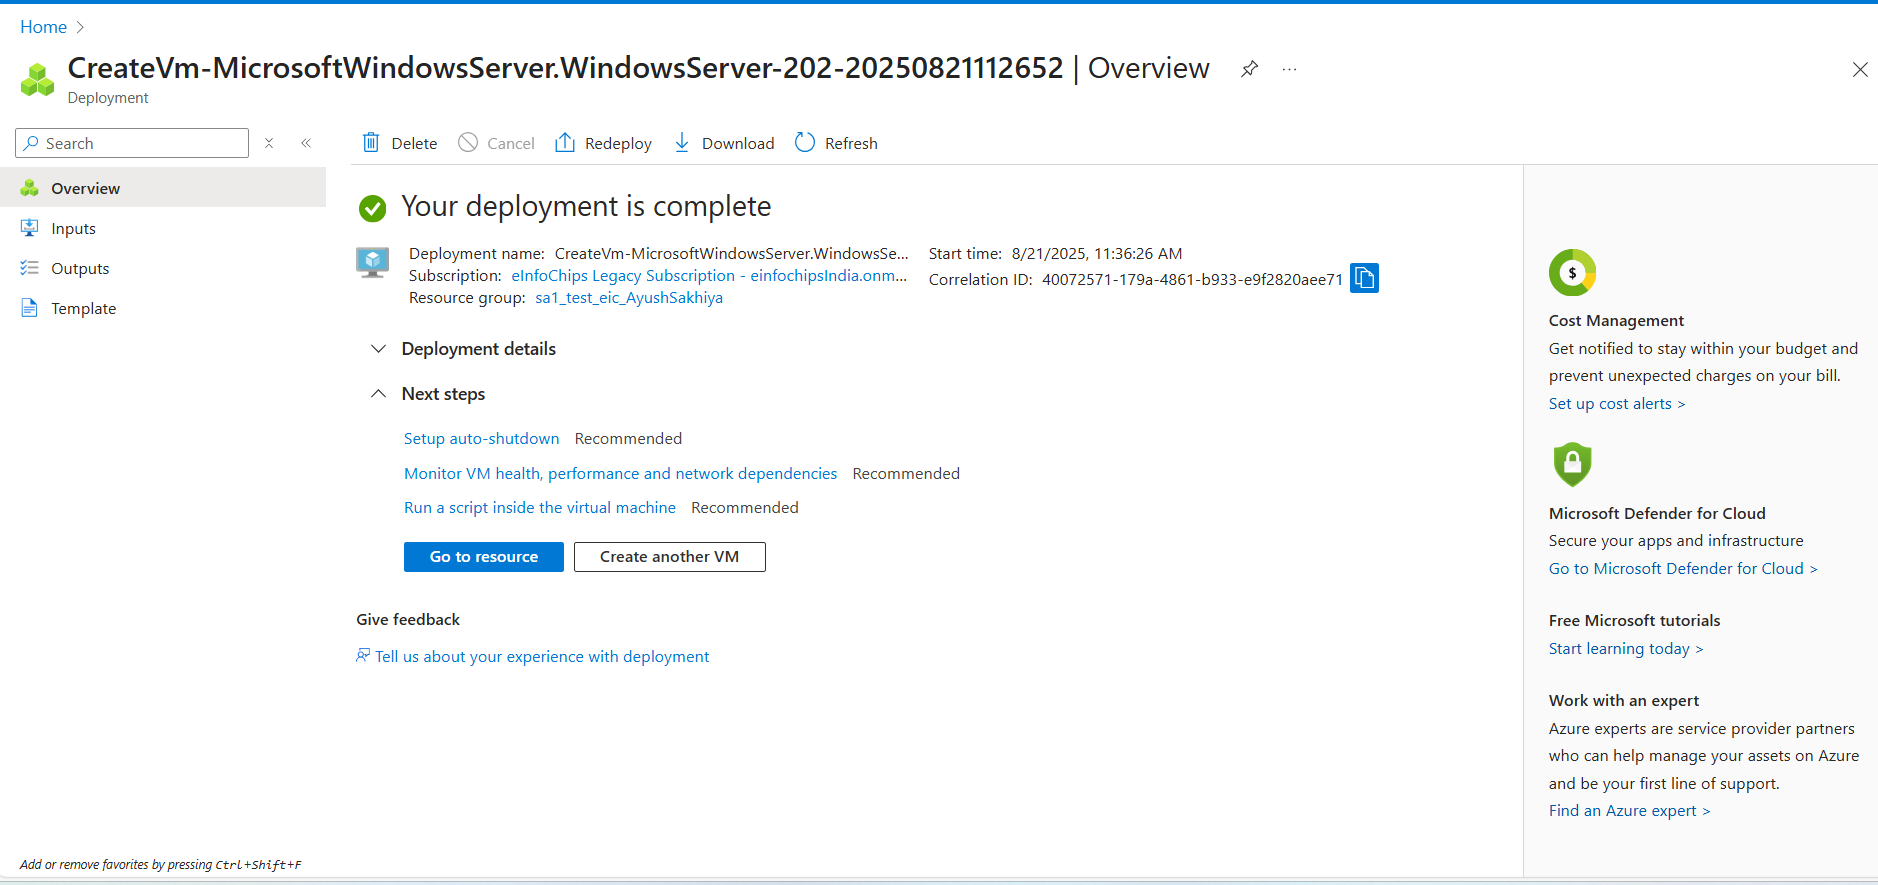 Home
CreateVm-MicrosoftWindowsServer.WindowsServer-202-20250821112652 | Overview
Deployment
Search
Delete
Cancel
Redeploy
Download
Refresh
Overview
Inputs
Outputs
Template
Your deployment is complete
Deployment name: CreateVm-MicrosoftWindowsServer.WindowsSe...
Subscription: eInfoChips Legacy Subscription - einfochipsIndia.onm...
Resource group: sa1_test_eic_AyushSakhiya
Start time: 8/21/2025, 11:36:26 AM
Correlation ID: 40072571-179a-4861-b933-e9f2820aee71
Deployment details
Next steps
Setup auto-shutdown Recommended
Monitor VM health, performance and network dependencies Recommended
Run a script inside the virtual machine Recommended
Go to resource
Create another VM
Give feedback
Tell us about your experience with deployment
$
Cost Management
Get notified to stay within your budget and
prevent unexpected charges on your bill.
Set up cost alerts >
Microsoft Defender for Cloud
Secure your apps and infrastructure
Go to Microsoft Defender for Cloud >
Free Microsoft tutorials
Start learning today >
Work with an expert
Azure experts are service provider partners
who can help manage your assets on Azure
and be your first line of support.
Find an Azure expert >
Add or remove favorites by pressing Ctrl+Shift+F